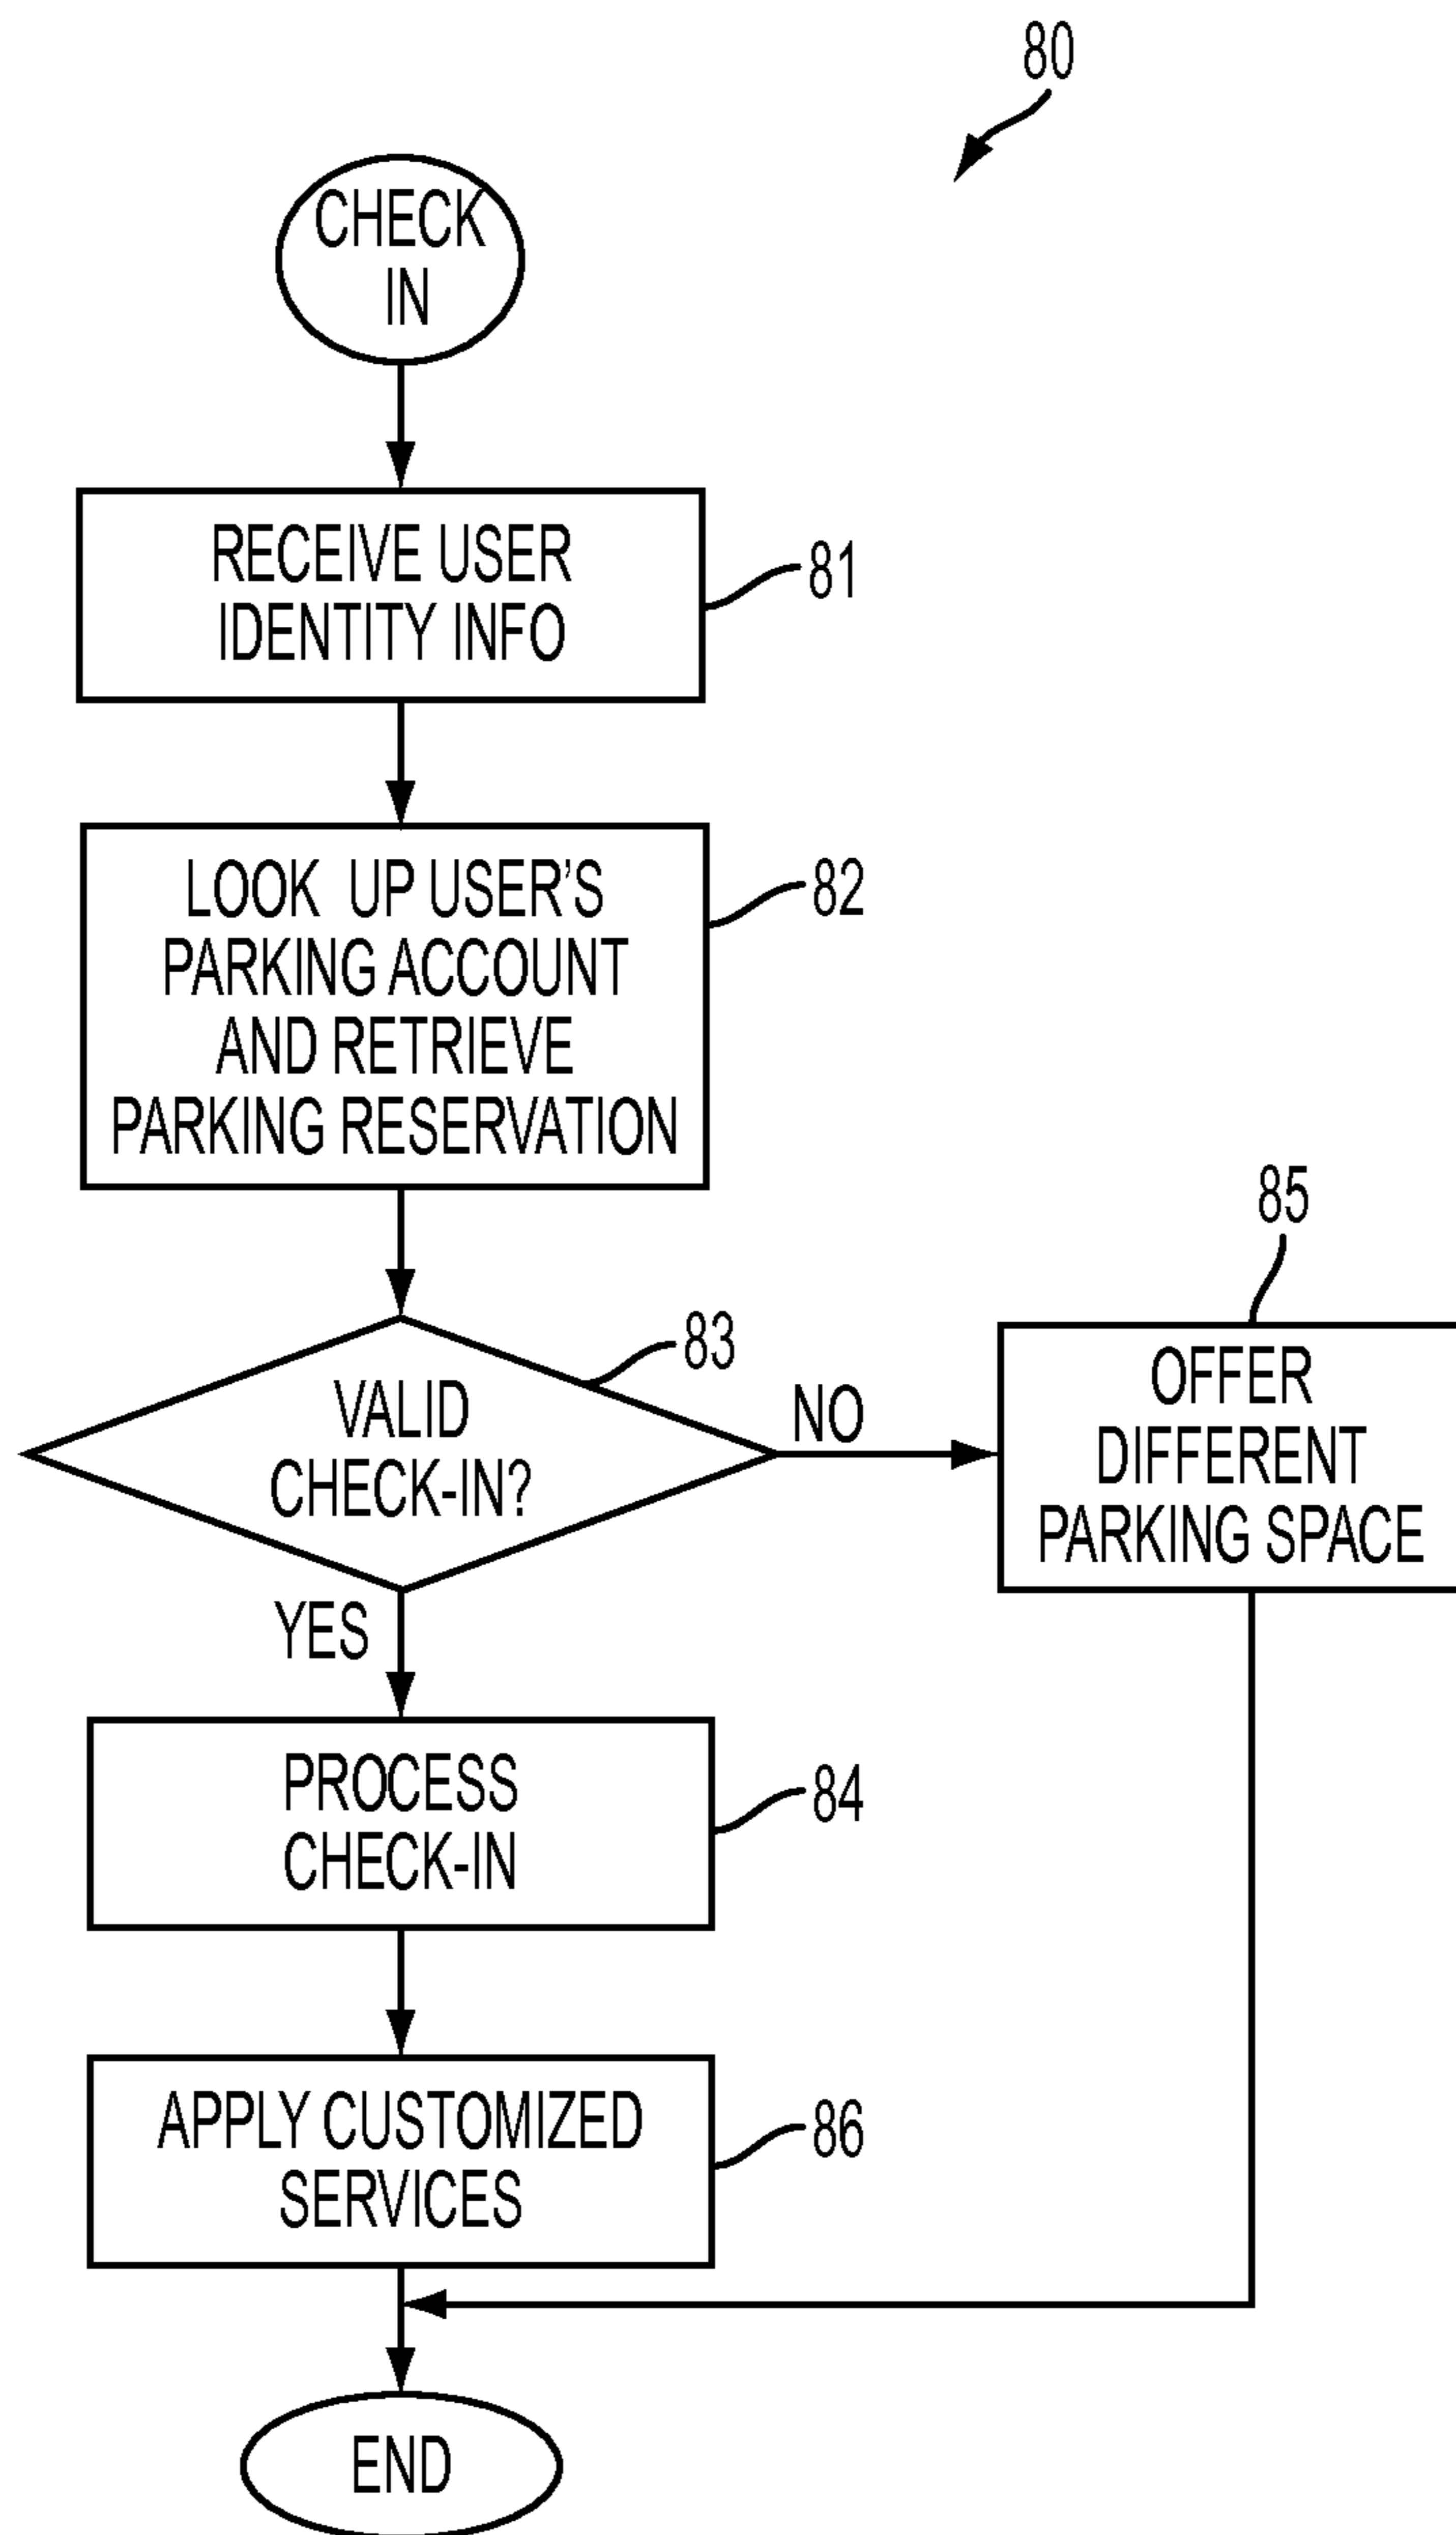 80
CHECK
IN
RECEIVE USER
IDENTITY INFO
81
LOOK UP USER'S
PARKING ACCOUNT
AND RETRIEVE
PARKING RESERVATION
82
VALID
CHECK-IN?
83
NO
85
OFFER
DIFFERENT
PARKING SPACE
YES
PROCESS
CHECK-IN
84
APPLY CUSTOMIZED
SERVICES
86
END